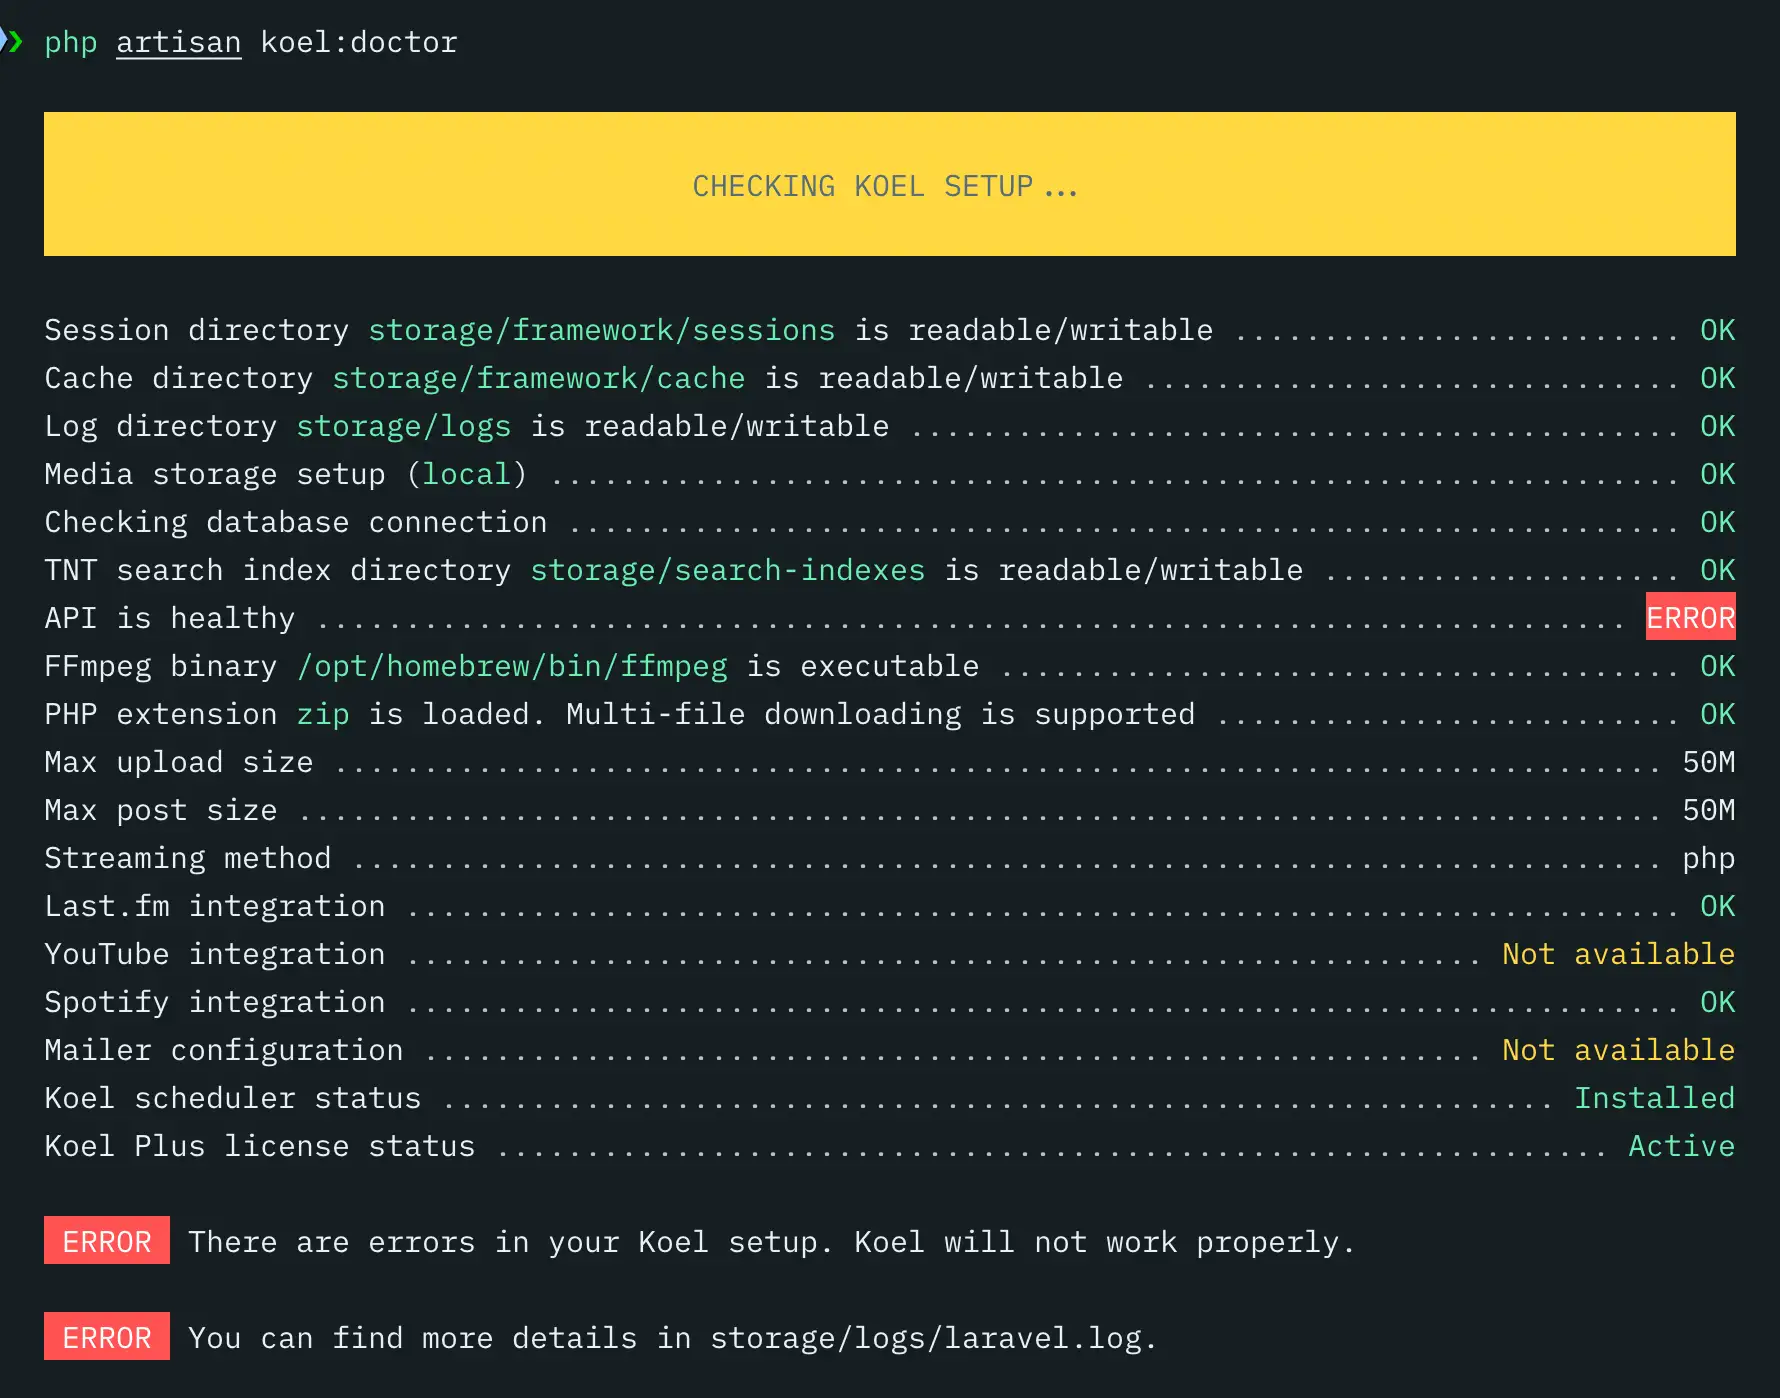 ❯ php artisan koel:doctor
CHECKING KOEL SETUP...
Session directory storage/framework/sessions is readable/writable ......................... OK
Cache directory storage/framework/cache is readable/writable .............................. OK
Log directory storage/logs is readable/writable ........................................... OK
Media storage setup (local) ............................................................... OK
Checking database connection .............................................................. OK
TNT search index directory storage/search-indexes is readable/writable .................... OK
API is healthy ......................................................................... ERROR
FFmpeg binary /opt/homebrew/bin/ffmpeg is executable ...................................... OK
PHP extension zip is loaded. Multi-file downloading is supported .......................... OK
Max upload size .......................................................................... 50M
Max post size ............................................................................ 50M
Streaming method ......................................................................... php
Last.fm integration ....................................................................... OK
YouTube integration ............................................................ Not available
Spotify integration ....................................................................... OK
Mailer configuration ........................................................... Not available
Koel scheduler status .............................................................. Installed
Koel Plus license status .............................................................. Active
ERROR There are errors in your Koel setup. Koel will not work properly.
ERROR You can find more details in storage/logs/laravel.log.